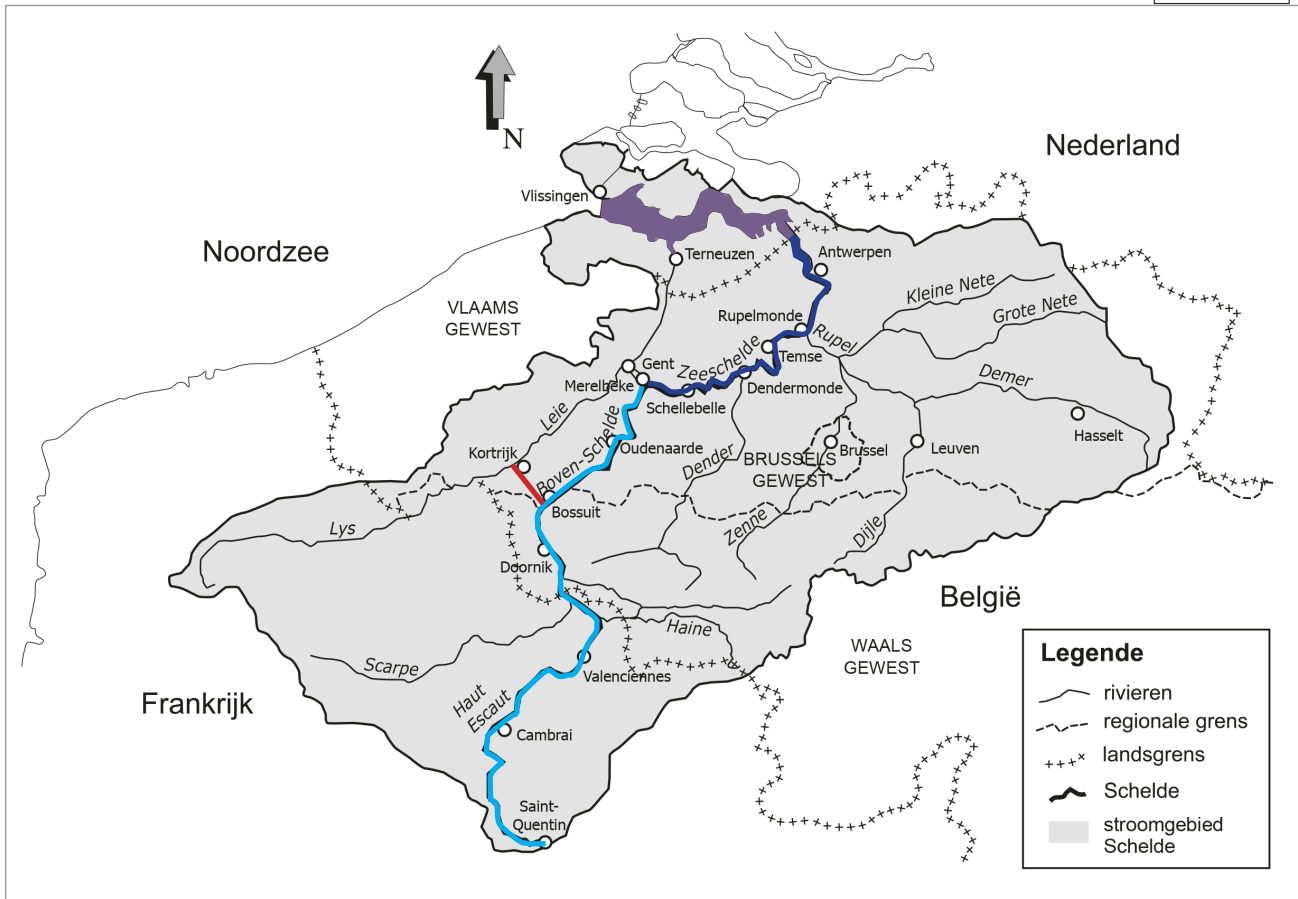 N
Nederland
Vlissingen
Noordzee
Terneuzen
Antwerpen
VLAAMS
GEWEST
Kleine Nete
Grote Nete
Rupelmonde
Rupel
Zeeschelde
Temse
Gent
Merelbeke
Dendermonde
Schellebelle
Demer
Leie
Boven-Schelde
Oudenaarde
Hasselt
Kortrijk
Dender
BRUSSELS
GEWEST
Brussel
Leuven
Bossuit
Lys
Zenne
Dijle
Doornik
België
Haine
WAALS
GEWEST
Scarpe
Valenciennes
Frankrijk
Haut
Escaut
Cambrai
Saint-
Quentin
Legende
rivieren
regionale grens
landsgrens
Schelde
stroomgebied
Schelde